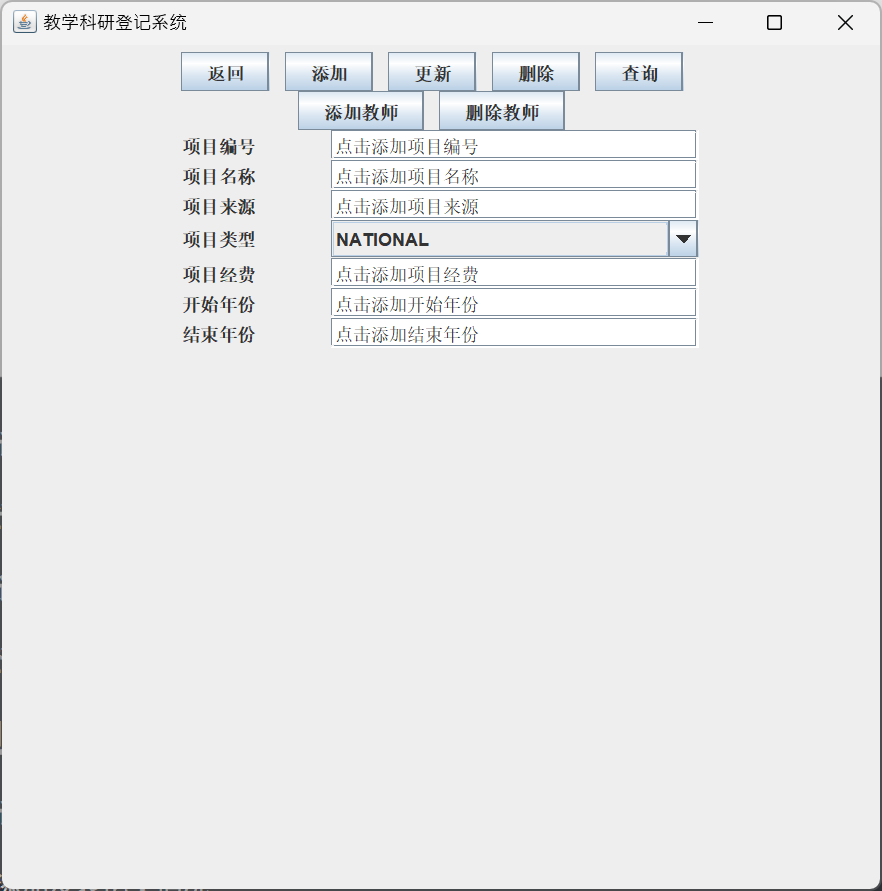 教学科研登记系统
返回 添加 更新 删除 查询
添加教师 删除教师
项目编号 点击添加项目编号
项目名称 点击添加项目名称
项目来源 点击添加项目来源
项目类型 NATIONAL
项目经费 点击添加项目经费
开始年份 点击添加开始年份
结束年份 点击添加结束年份